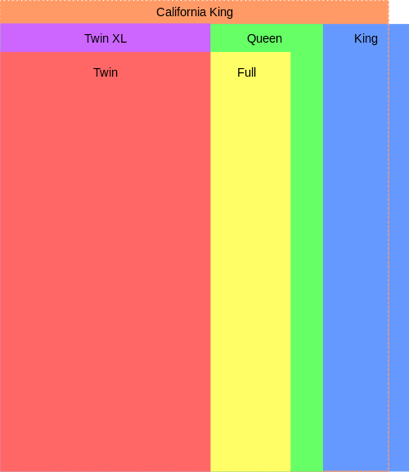 California King
Twin XL
Queen
King
Twin
Full